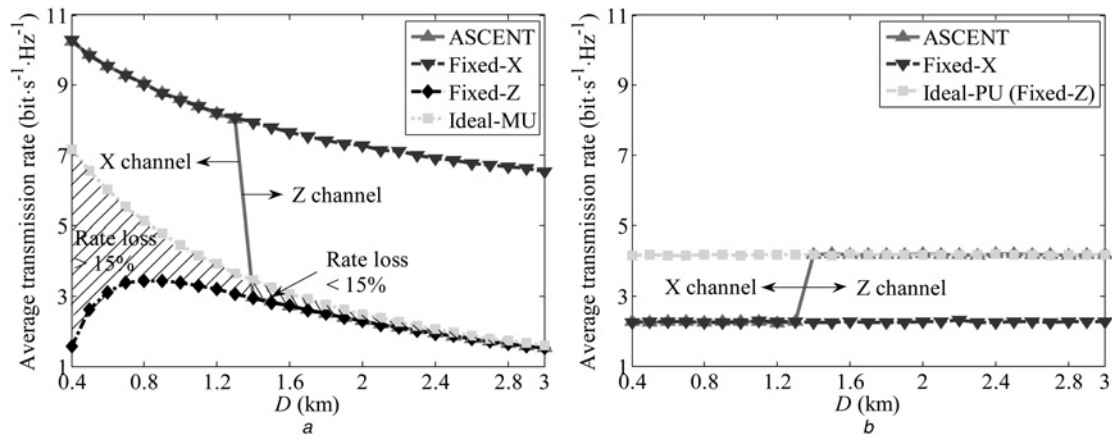 Average transmission rate (bit·s⁻¹·Hz⁻¹)
11
9
7
5
3
1
ASCENT
Fixed-X
Fixed-Z
Ideal-MU
X channel
Z channel
Rate loss
> 15%
Rate loss
< 15%
0.4 0.8 1.2 1.6 2 2.4 2.8 3
D (km)
a
Average transmission rate (bit·s⁻¹·Hz⁻¹)
11
9
7
5
3
1
ASCENT
Fixed-X
Ideal-PU (Fixed-Z)
X channel
Z channel
0.4 0.8 1.2 1.6 2 2.4 2.8 3
D (km)
b